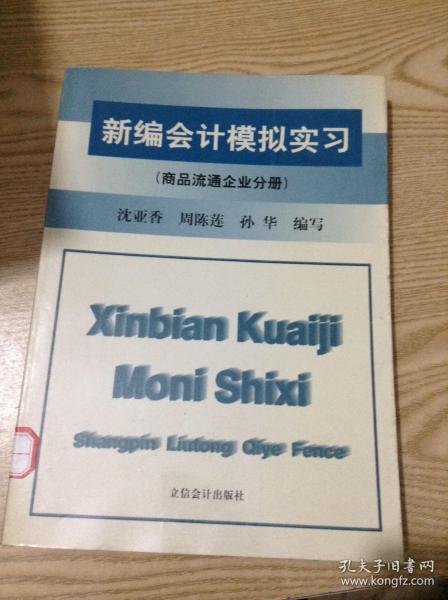 新编会计模拟实习
(商品流通企业分册)
沈亚香 周陈莲 孙华 编写
Xinbian Kuaiji
Moni Shixi
Shangpin Liutong Qiye Fence
立信会计出版社
孔夫子旧书网
www.kongfz.com